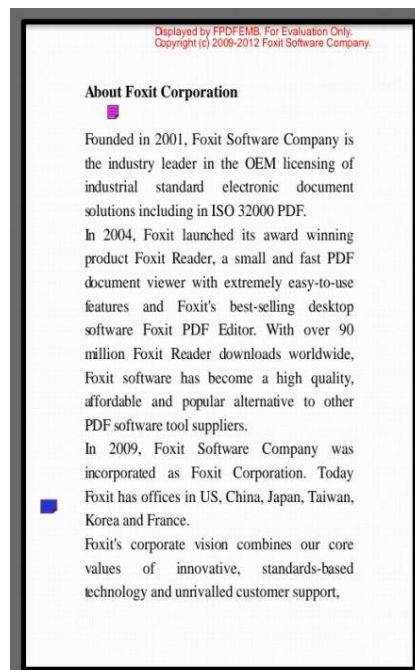 Displayed by FPDFEMB. For Evaluation Only.
Copyright (c) 2009-2012 Foxit Software Company.
About Foxit Corporation
Founded in 2001, Foxit Software Company is
the industry leader in the OEM licensing of
industrial standard electronic document
solutions including in ISO 32000 PDF.
In 2004, Foxit launched its award winning
product Foxit Reader, a small and fast PDF
document viewer with extremely easy-to-use
features and Foxit's best-selling desktop
software Foxit PDF Editor. With over 90
million Foxit Reader downloads worldwide,
Foxit software has become a high quality,
affordable and popular alternative to other
PDF software tool suppliers.
In 2009, Foxit Software Company was
incorporated as Foxit Corporation. Today
Foxit has offices in US, China, Japan, Taiwan,
Korea and France.
Foxit's corporate vision combines our core
values of innovative, standards-based
technology and unrivalled customer support,